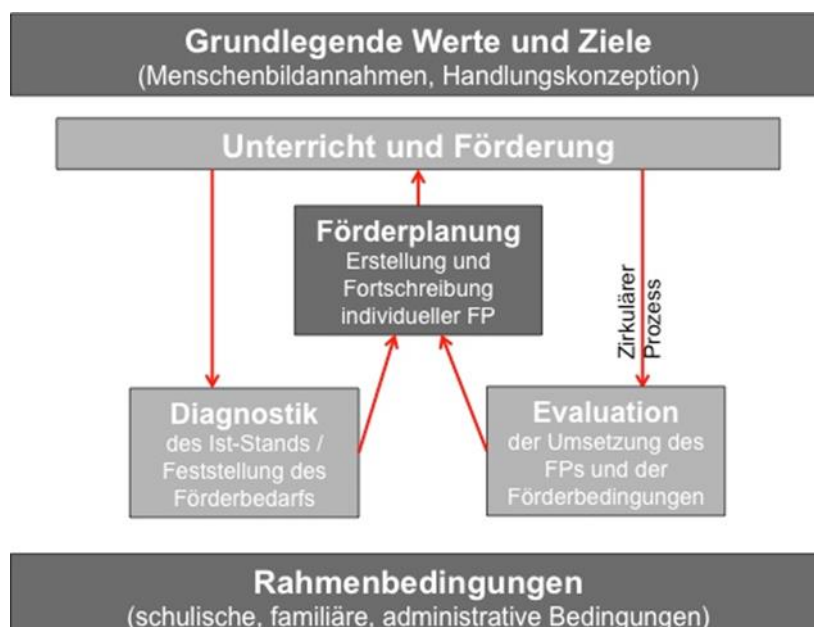 Grundlegende Werte und Ziele
(Menschenbildannahmen, Handlungskonzeption)
Unterricht und Förderung
Förderplanung
Erstellung und
Fortschreibung
individueller FP
Zirkulärer
Prozess
Diagnostik
des Ist-Stands /
Feststellung des
Förderbedarfs
Evaluation
der Umsetzung des
FPs und der
Förderbedingungen
Rahmenbedingungen
(schulische, familiäre, administrative Bedingungen)